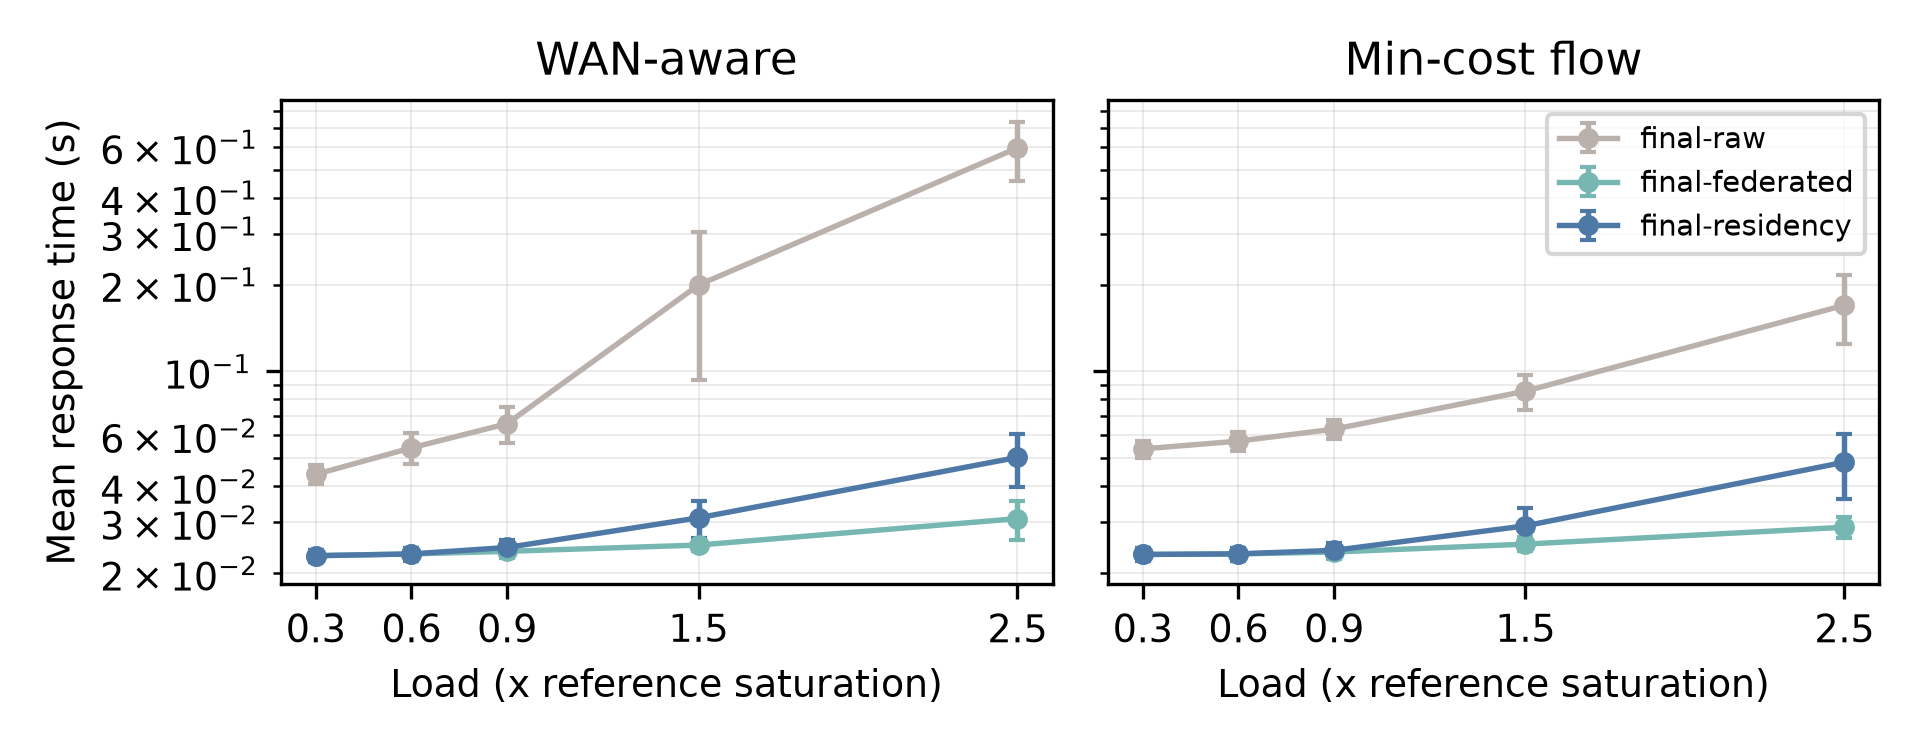 WAN-aware
Min-cost flow
Mean response time (s)
6 × 10⁻¹
4 × 10⁻¹
3 × 10⁻¹
2 × 10⁻¹
10⁻¹
6 × 10⁻²
4 × 10⁻²
3 × 10⁻²
2 × 10⁻²
final-raw
final-federated
final-residency
0.3 0.6 0.9 1.5 2.5
0.3 0.6 0.9 1.5 2.5
Load (x reference saturation)
Load (x reference saturation)